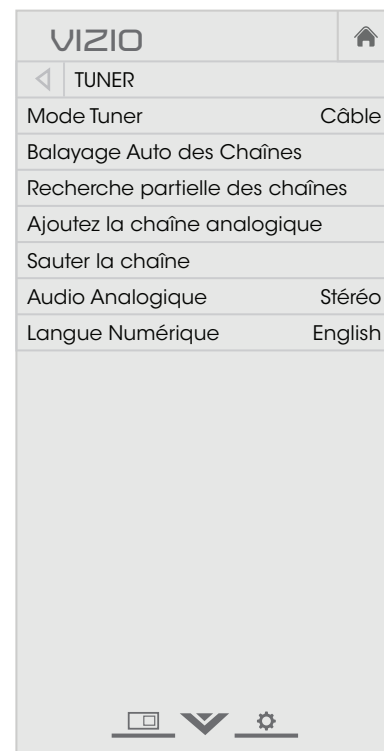 VIZIO
TUNER
Mode Tuner Câble
Balayage Auto des Chaînes
Recherche partielle des chaînes
Ajoutez la chaîne analogique
Sauter la chaîne
Audio Analogique Stéréo
Langue Numérique English